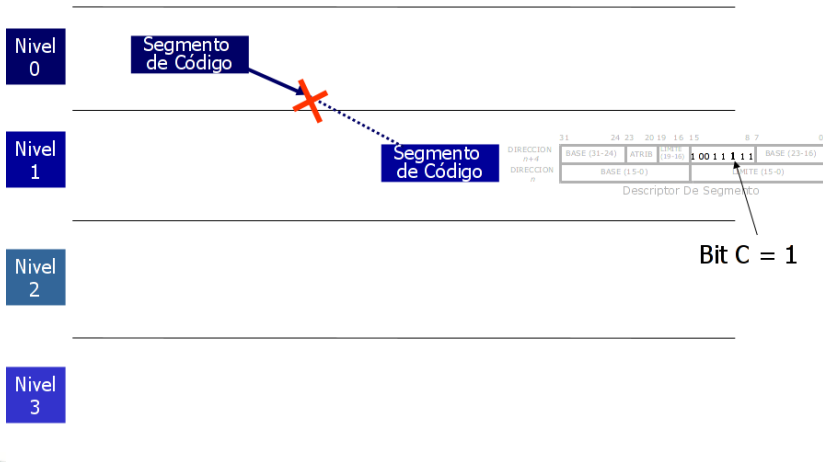 Nivel
0
Segmento
de Código
Nivel
1
Segmento
de Código
31 24 23 20 19 16 15 8 7 0
DIRECCION
n+4
BASE (31-24) ATRIB LIMITE
(19-16) 1 00 1 1 1 1 1 BASE (23-16)
DIRECCION
n
BASE (15-0) LIMITE (15-0)
Descriptor De Segmento
Bit C = 1
Nivel
2
Nivel
3